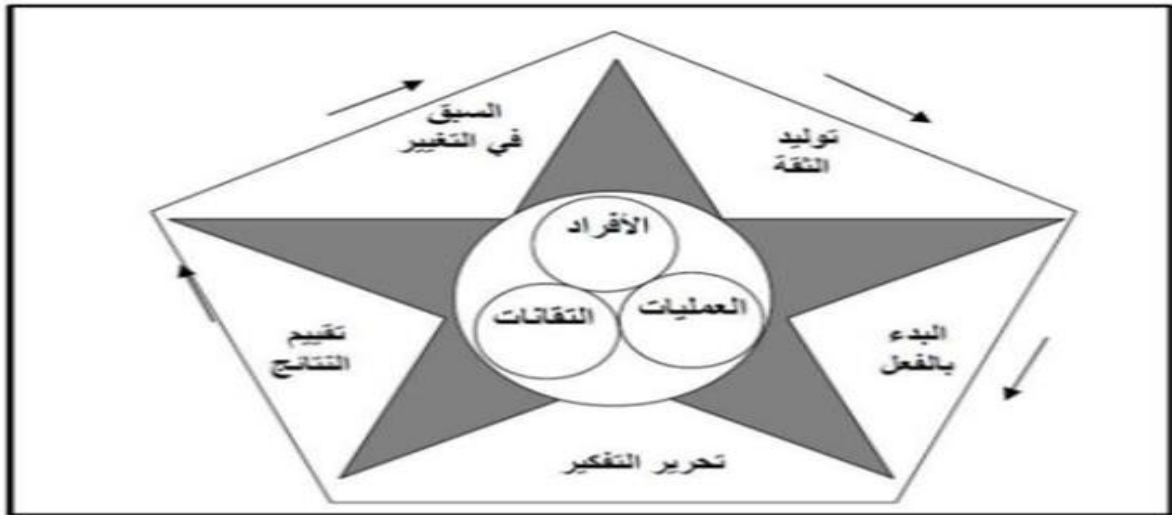 السبق
في التغيير
توليد
الثقة
الأفراد
العمليات
التقانات
البدء
بالفعل
تقييم
النتائج
تحرير التفكير